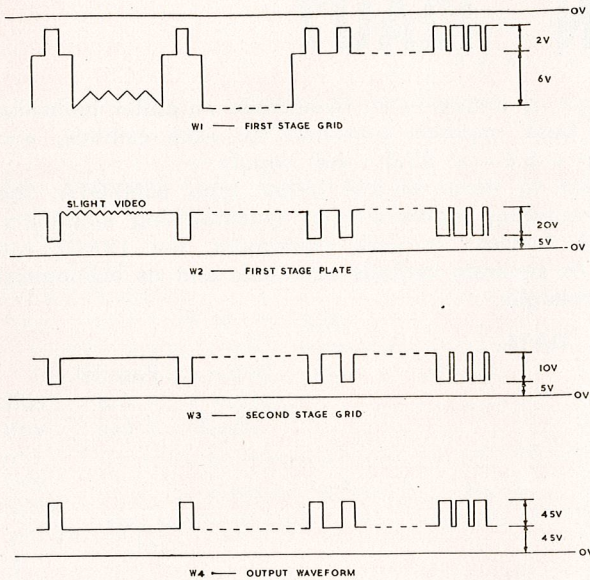 OV
2V
6V
W1 — FIRST STAGE GRID
SLIGHT VIDEO
20V
5V
OV
W2 — FIRST STAGE PLATE
10V
5V
OV
W3 — SECOND STAGE GRID
45V
45V
OV
W4 — OUTPUT WAVEFORM